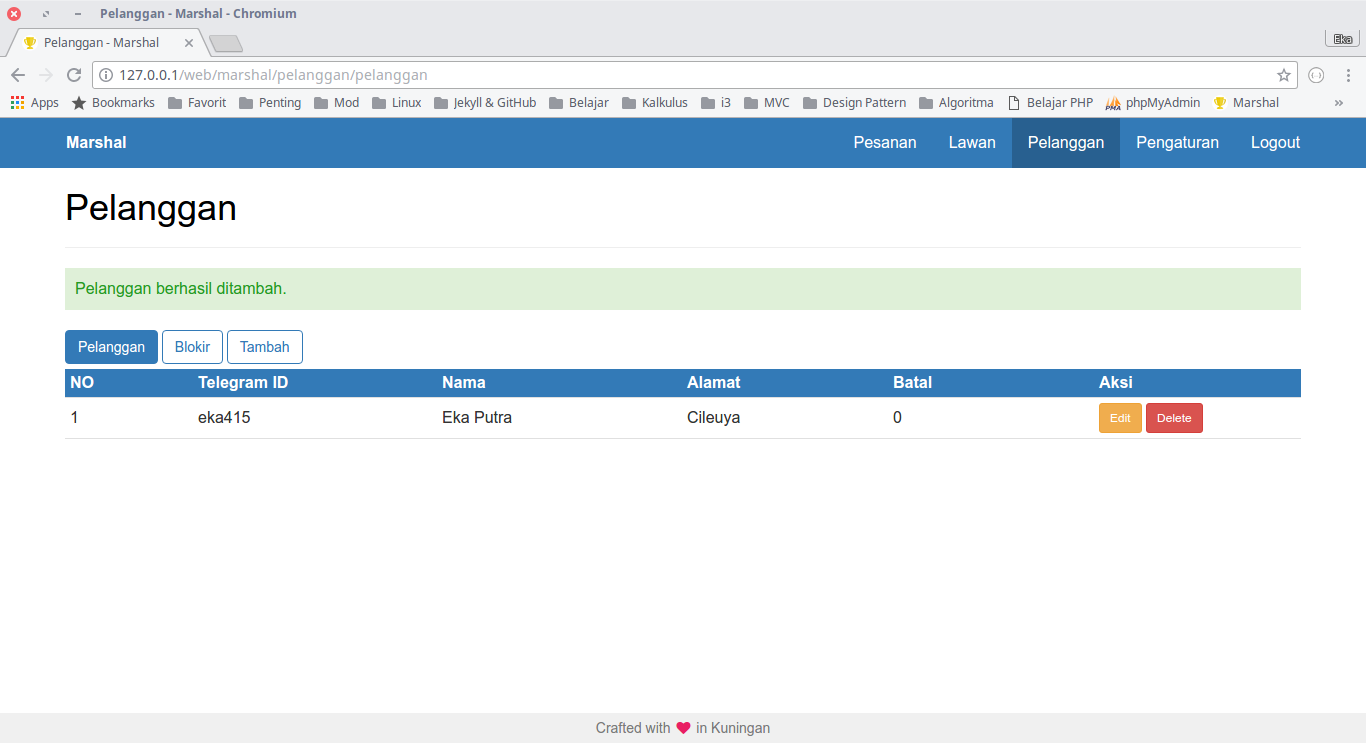 Pelanggan - Marshal - Chromium
Pelanggan - Marshal
Eka
127.0.0.1/web/marshal/pelanggan/pelanggan
Apps Bookmarks Favorit Penting Mod Linux Jekyll & GitHub Belajar Kalkulus i3 MVC Design Pattern Algoritma Belajar PHP phpMyAdmin Marshal »
Marshal Pesanan Lawan Pelanggan Pengaturan Logout
Pelanggan
Pelanggan berhasil ditambah.
Pelanggan Blokir Tambah
NO Telegram ID Nama Alamat Batal Aksi
1 eka415 Eka Putra Cileuya 0 Edit Delete
Crafted with ❤ in Kuningan